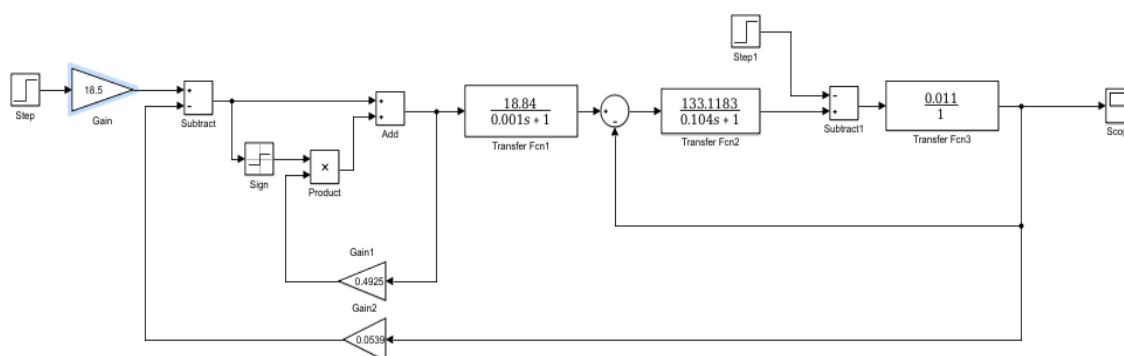 Step
18.5
Gain
+
−
Subtract
Sign
×
Product
+
+
Add
18.84
0.001s + 1
Transfer Fcn1
+
−
133.1183
0.104s + 1
Transfer Fcn2
Step1
−
+
Subtract1
0.011
1
Transfer Fcn3
Gain1
0.4925
Gain2
0.0539